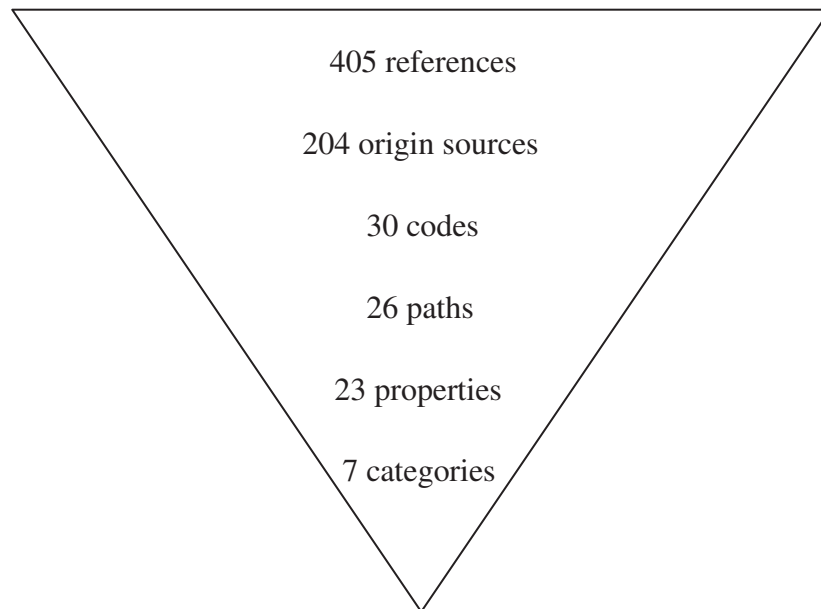 405 references
204 origin sources
30 codes
26 paths
23 properties
7 categories